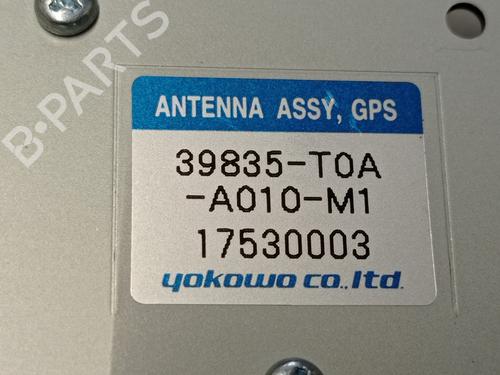 B-PARTS
ANTENNA ASSY, GPS
39835-T0A
-A010-M1
17530003
yokowo co.,ltd.